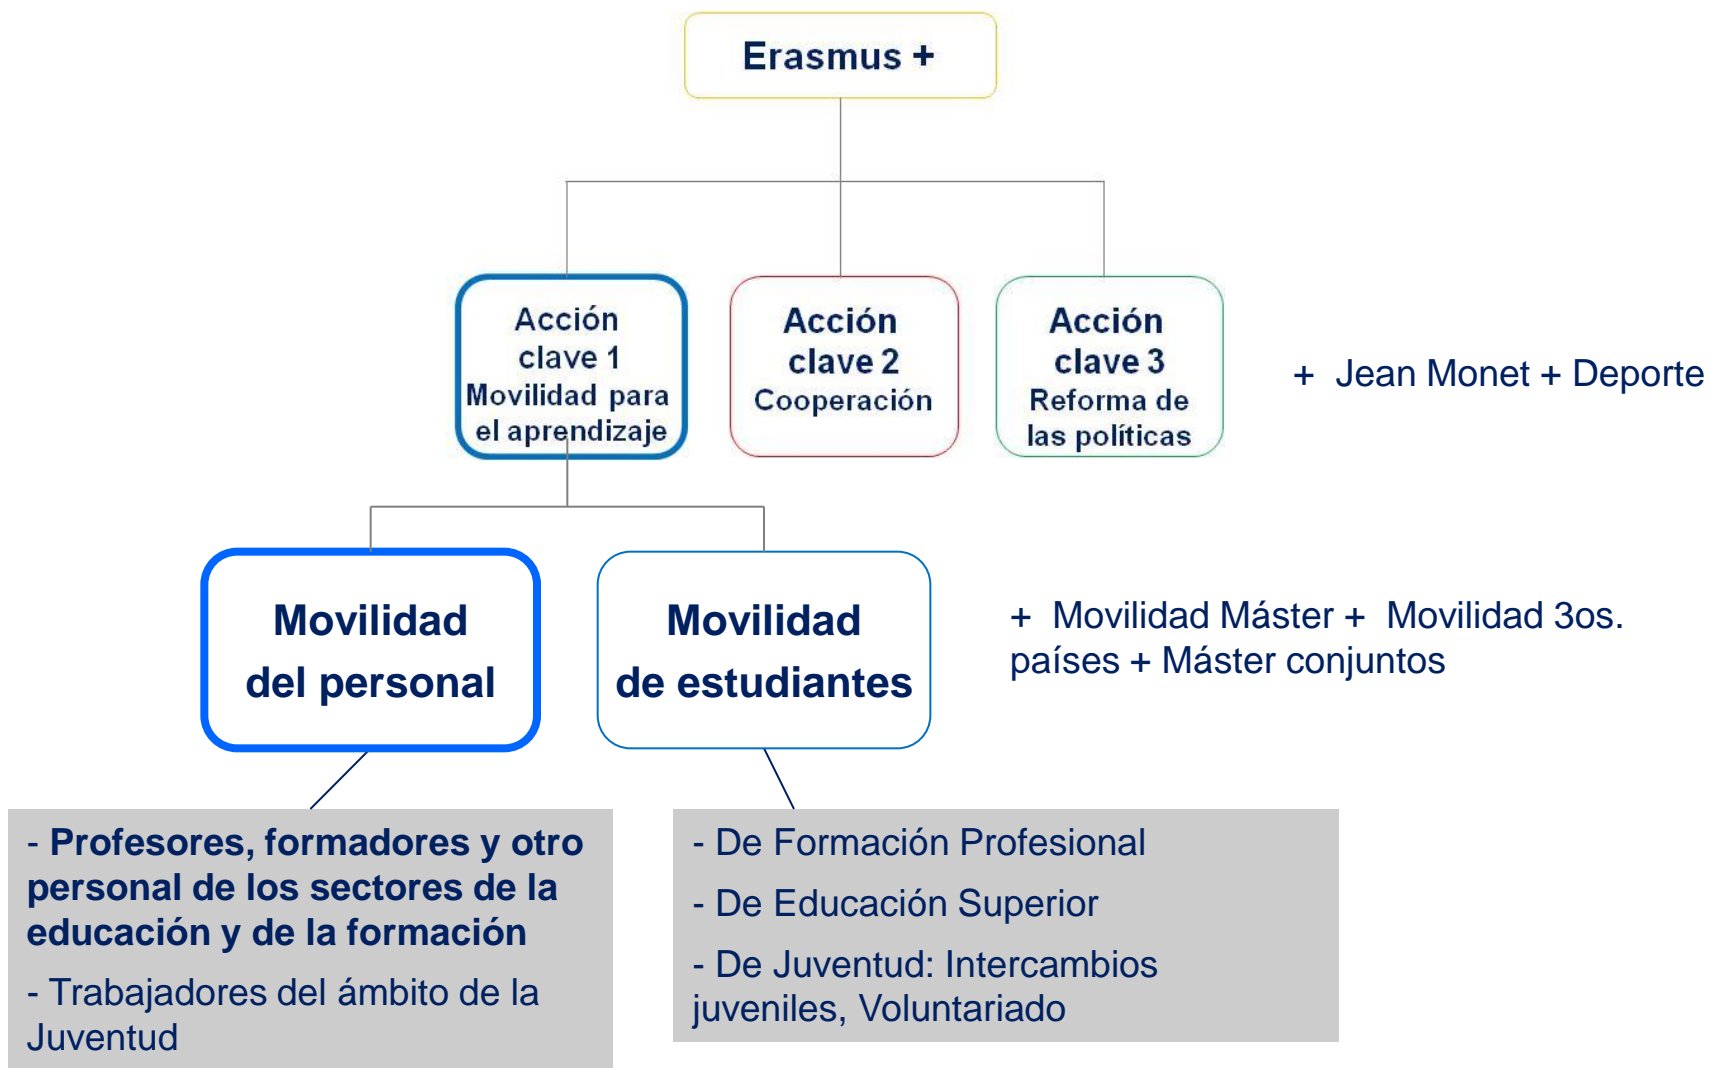 Erasmus +
Acción
clave 1
Movilidad para
el aprendizaje
Acción
clave 2
Cooperación
Acción
clave 3
Reforma de
las políticas
+ Jean Monet + Deporte
Movilidad
del personal
Movilidad
de estudiantes
+ Movilidad Máster + Movilidad 3os.
países + Máster conjuntos
- Profesores, formadores y otro
personal de los sectores de la
educación y de la formación
- Trabajadores del ámbito de la
Juventud
- De Formación Profesional
- De Educación Superior
- De Juventud: Intercambios
juveniles, Voluntariado